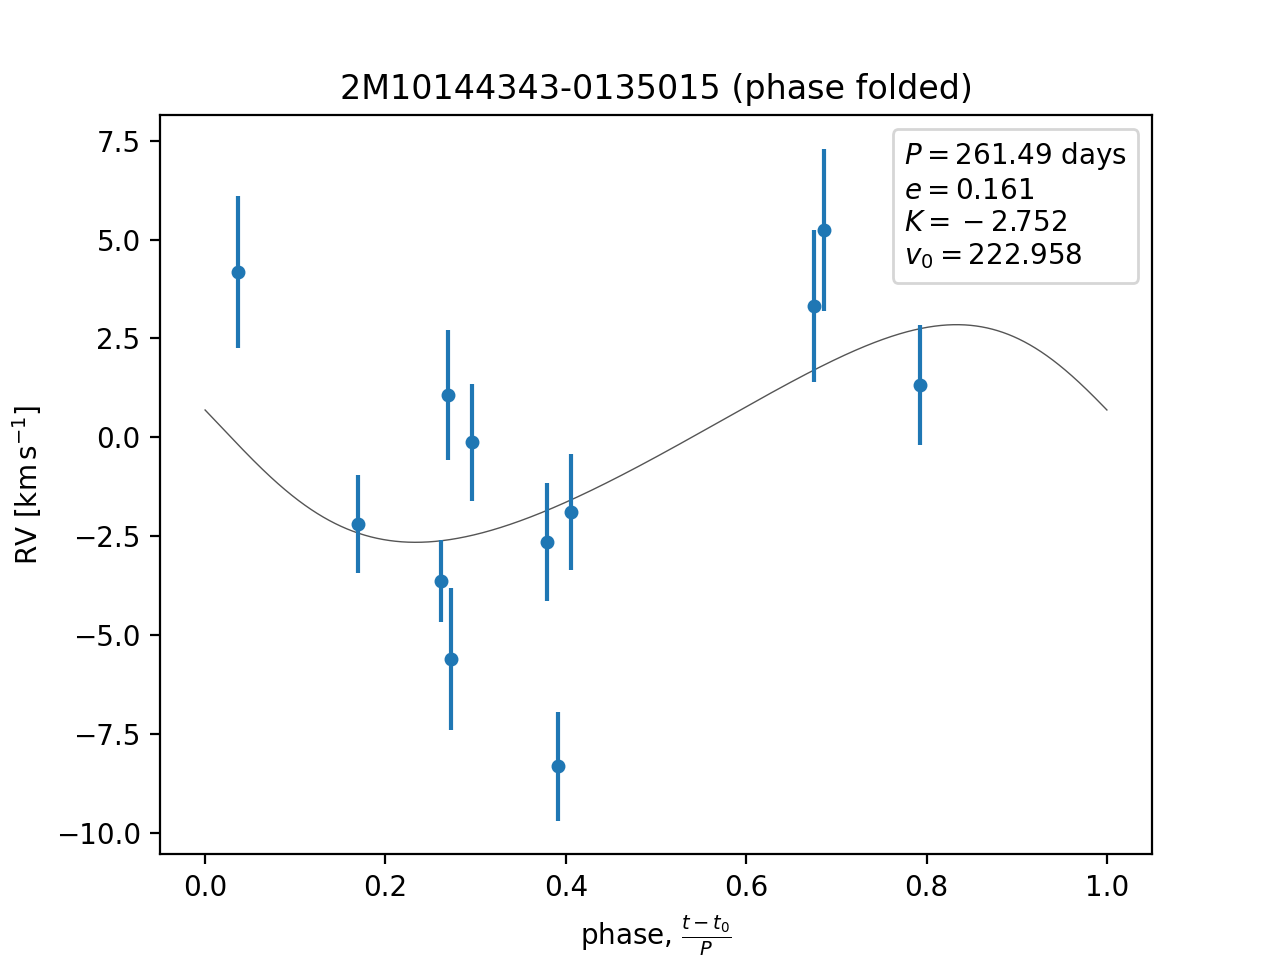 2M10144343-0135015 (phase folded)
P = 261.49 days
e = 0.161
K = −2.752
v₀ = 222.958
RV [km s⁻¹]
7.5
5.0
2.5
0.0
−2.5
−5.0
−7.5
−10.0
0.0 0.2 0.4 0.6 0.8 1.0
phase, (t − t₀)/P